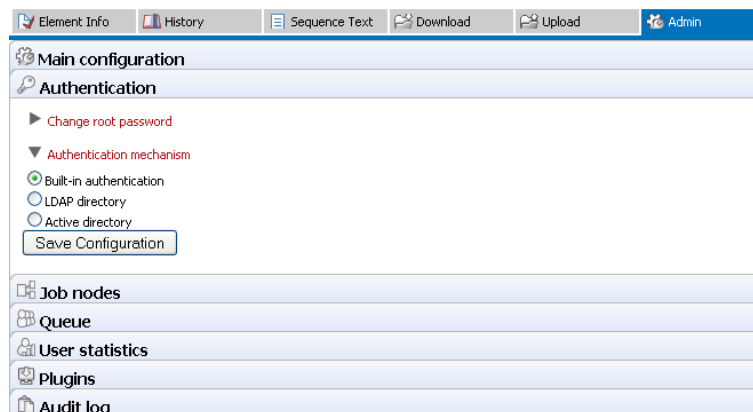 Element Info History Sequence Text Download Upload Admin
Main configuration
Authentication
Change root password
Authentication mechanism
Built-in authentication
LDAP directory
Active directory
Save Configuration
Job nodes
Queue
User statistics
Plugins
Audit log